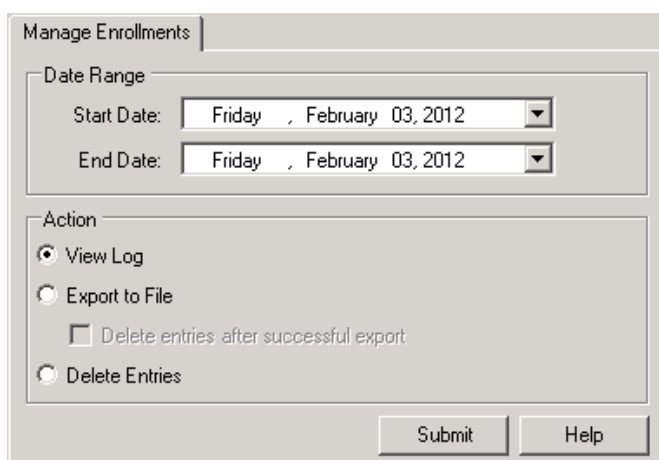 Manage Enrollments
Date Range
Start Date: Friday , February 03, 2012
End Date: Friday , February 03, 2012
Action
View Log
Export to File
Delete entries after successful export
Delete Entries
Submit Help